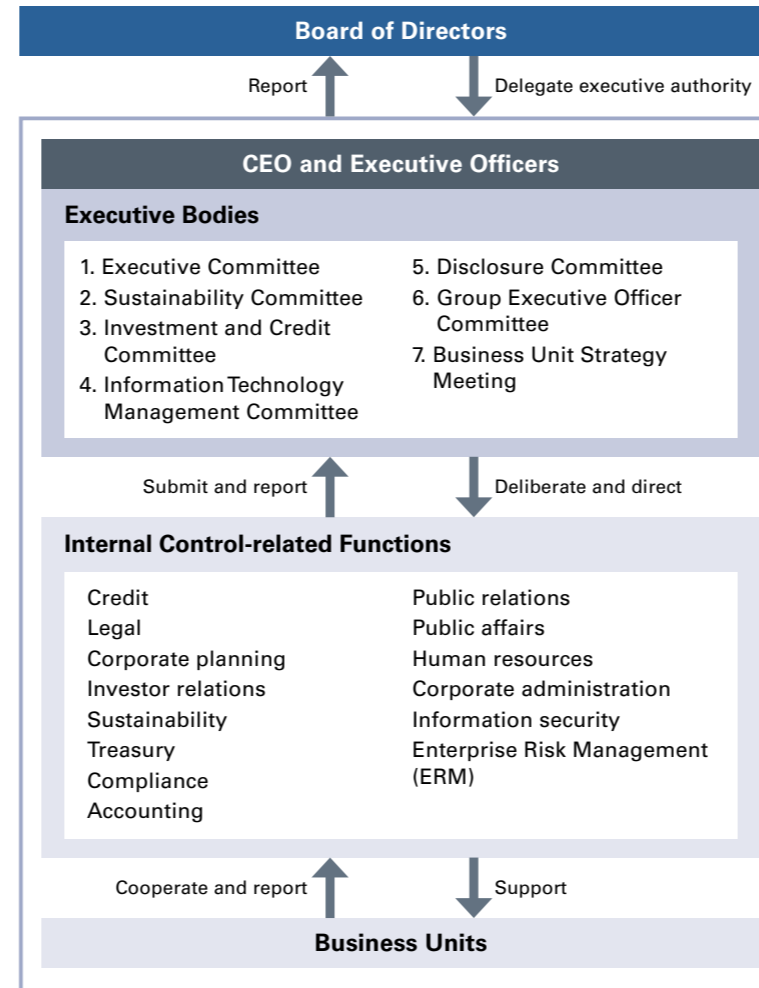 Board of Directors
Report
Delegate executive authority
CEO and Executive Officers
Executive Bodies
1. Executive Committee
2. Sustainability Committee
3. Investment and Credit
Committee
4. Information Technology
Management Committee
5. Disclosure Committee
6. Group Executive Officer
Committee
7. Business Unit Strategy
Meeting
Submit and report
Deliberate and direct
Internal Control-related Functions
Credit
Legal
Corporate planning
Investor relations
Sustainability
Treasury
Compliance
Accounting
Public relations
Public affairs
Human resources
Corporate administration
Information security
Enterprise Risk Management
(ERM)
Cooperate and report
Support
Business Units